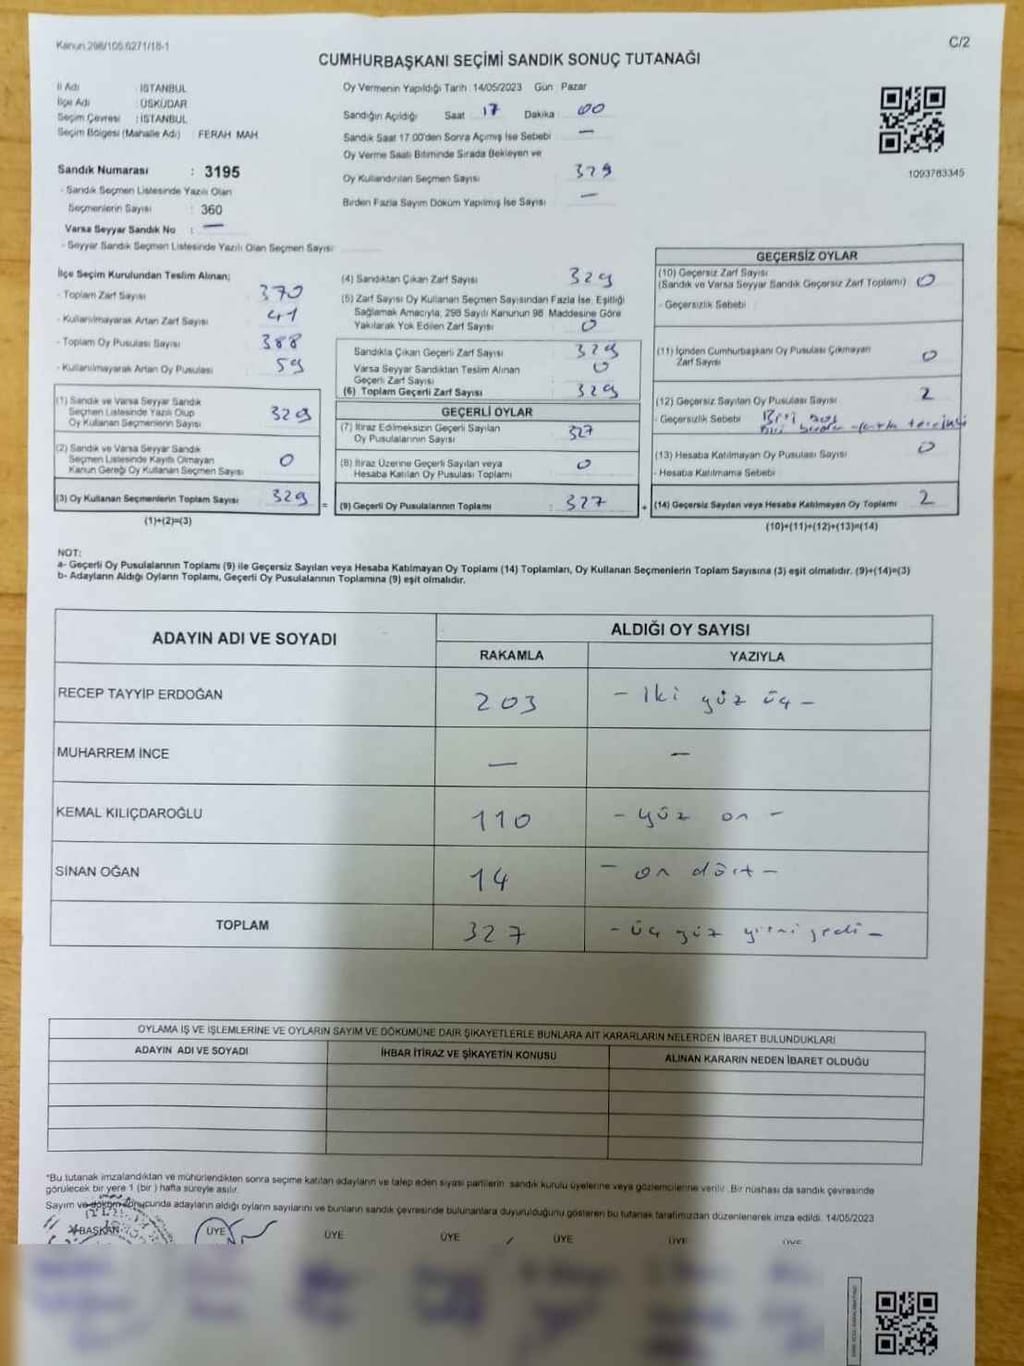 Kanun 298/105.6271/18-1
C/2
CUMHURBAŞKANI SEÇİMİ SANDIK SONUÇ TUTANAĞI
İl Adı : İSTANBUL
İlçe Adı : ÜSKÜDAR
Seçim Çevresi : İSTANBUL
Seçim Bölgesi (Mahalle Adı) : FERAH MAH
Sandık Numarası : 3195
- Sandık Seçmen Listesinde Yazılı Olan
Seçmenlerin Sayısı : 360
Varsa Seyyar Sandık No : —
- Seyyar Sandık Seçmen Listesinde Yazılı Olan Seçmen Sayısı
Oy Vermenin Yapıldığı Tarih : 14/05/2023 Gün : Pazar
Sandığın Açıldığı Saat 17 Dakika 00
Sandık Saat 17.00'den Sonra Açımış İse Sebebi —
Oy Verme Saati Bitiminde Sırada Bekleyen ve
Oy Kullandırılan Seçmen Sayısı 329
Birden Fazla Sayım Döküm Yapılmış İse Sayısı —
1093763345
İlçe Seçim Kurulundan Teslim Alınan;
- Toplam Zarf Sayısı 370
- Kullanılmayarak Artan Zarf Sayısı 41
- Toplam Oy Pusulası Sayısı 388
- Kullanılmayarak Artan Oy Pusulası 59
(1) Sandık ve Varsa Seyyar Sandık
Seçmen Listesinde Yazılı Olup
Oy Kullanan Seçmenlerin Sayısı 329
(2) Sandık ve Varsa Seyyar Sandık
Seçmen Listesinde Kayıtlı Olmayan
Kanun Gereği Oy Kullanan Seçmen Sayısı 0
(3) Oy Kullanan Seçmenlerin Toplam Sayısı 329
(1)+(2)=(3)
(4) Sandıktan Çıkan Zarf Sayısı 329
(5) Zarf Sayısı Oy Kullanan Seçmen Sayısından Fazla İse, Eşitliği
Sağlamak Amacıyla, 298 Sayılı Kanunun 98. Maddesine Göre
Yakılarak Yok Edilen Zarf Sayısı 0
Sandıkta Çıkan Geçerli Zarf Sayısı 329
Varsa Seyyar Sandıktan Teslim Alınan
Geçerli Zarf Sayısı 0
(6) Toplam Geçerli Zarf Sayısı 329
GEÇERLİ OYLAR
(7) İtiraz Edilmeksizin Geçerli Sayılan
Oy Pusulalarının Sayısı 327
(8) İtiraz Üzerine Geçerli Sayılan veya
Hesaba Katılan Oy Pusulası Toplamı 0
=
(9) Geçerli Oy Pusulalarının Toplamı : 327
+
GEÇERSİZ OYLAR
(10) Geçersiz Zarf Sayısı
(Sandık ve Varsa Seyyar Sandık Geçersiz Zarf Toplamı) 0
- Geçersizlik Sebebi
(11) İçinden Cumhurbaşkanı Oy Pusulası Çıkmayan
Zarf Sayısı 0
(12) Geçersiz Sayılan Oy Pusulası Sayısı 2
- Geçersizlik Sebebi Biri boş
biri birden
(13) Hesaba Katılmayan Oy Pusulası Sayısı 0
- Hesaba Katılmama Sebebi
(14) Geçersiz Sayılan veya Hesaba Katılmayan Oy Toplamı 2
(10)+(11)+(12)+(13)=(14)
NOT:
a- Geçerli Oy Pusulalarının Toplamı (9) ile Geçersiz Sayılan veya Hesaba Katılmayan Oy Toplamı (14) Toplamları, Oy Kullanan Seçmenlerin Toplam Sayısına (3) eşit olmalıdır. (9)+(14)=(3)
b- Adayların Aldığı Oyların Toplamı, Geçerli Oy Pusulalarının Toplamına (9) eşit olmalıdır.
ADAYIN ADI VE SOYADI
ALDIĞI OY SAYISI
RAKAMLA YAZIYLA
RECEP TAYYİP ERDOĞAN 203 - iki yüz üç -
MUHARREM İNCE — —
KEMAL KILIÇDAROĞLU 110 - yüz on -
SİNAN OĞAN 14 - on dört -
TOPLAM 327 - üç yüz yirmi yedi -
OYLAMA İŞ VE İŞLEMLERİNE VE OYLARIN SAYIM VE DÖKÜMÜNE DAİR ŞİKAYETLERLE BUNLARA AİT KARARLARIN NELERDEN İBARET BULUNDUKLARI
ADAYIN ADI VE SOYADI İHBAR İTİRAZ VE ŞİKAYETİN KONUSU ALINAN KARARIN NEDEN İBARET OLDUĞU
*Bu tutanak imzalandıktan ve mühürlendikten sonra seçime katılan adayların ve talep eden siyasi partilerin sandık kurulu üyelerine veya gözlemcilerine verilir. Bir nüshası da sandık çevresinde
görülecek bir yere 1 (bir) hafta süreyle asılır.
Sayım ve döküm sonucunda adayların aldığı oyların sayılarını ve bunların sandık çevresinde bulunanlara duyurulduğunu gösteren bu tutanak tarafımızdan düzenlenerek imza edildi. 14/05/2023
BAŞKAN ÜYE ÜYE ÜYE ÜYE ÜYE ÜYE